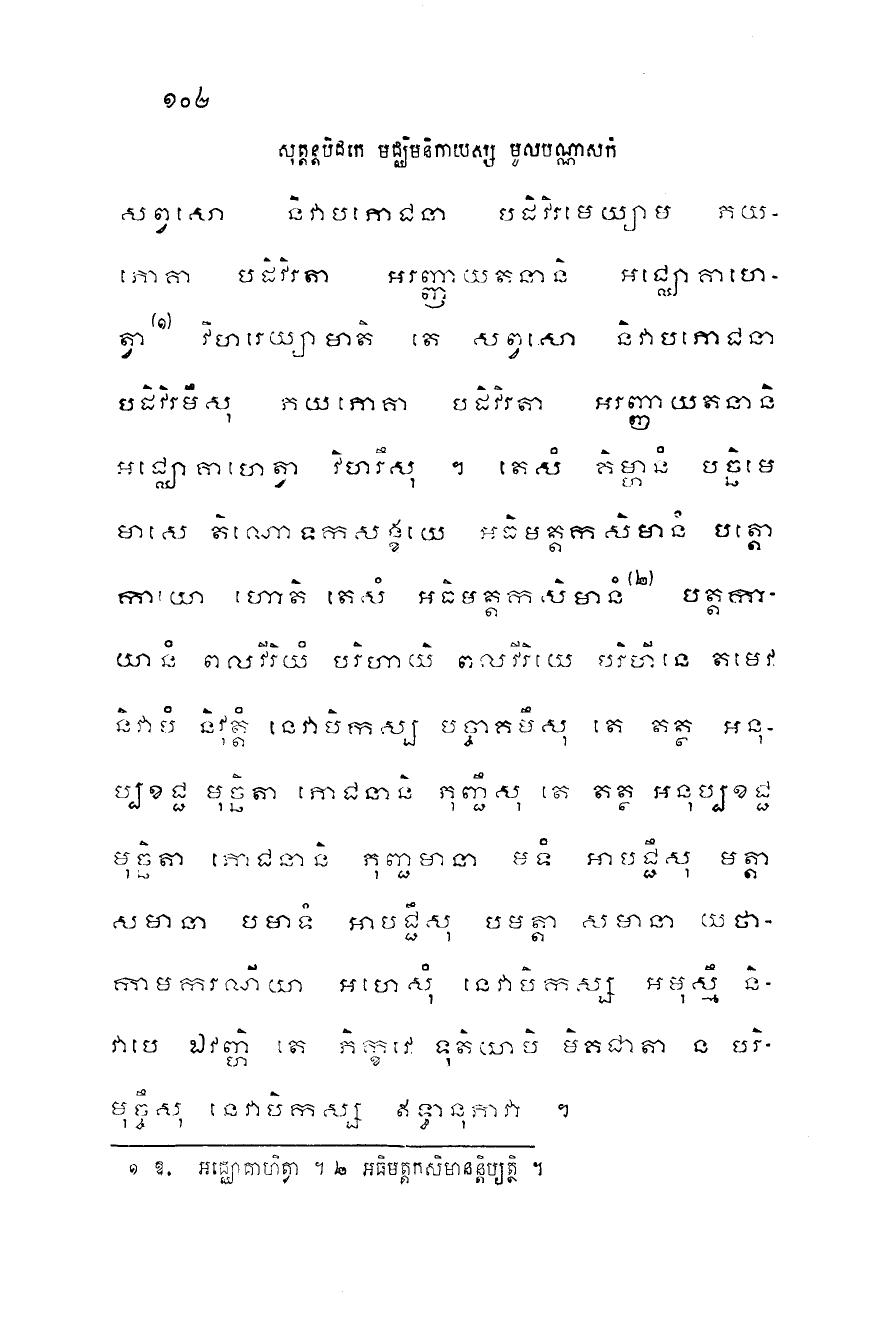 ១០២
សុត្តន្តបិដកេ មជ្ឈិមនិកាយស្ស មូលបណ្ណាសកំ
សព្វសោ និវាបភោជនា បដិវិរមេយ្យាម ភយ-
ភោគា បដិវិរតា អរញ្ញាយតនានិ អជ្ឈោគាហេ-
ត្វា(១) វិហរេយ្យាមាតិ តេ សព្វសោ និវាបភោជនា
បដិវិរមឹសុ ភយភោគា បដិវិរតា អរញ្ញាយតនានិ
អជ្ឈោគាហេត្វា វិហរឹសុ ។ តេសំ គិម្ហានំ បច្ឆិមេ
មាសេ តិណោទកសង្ខយេ អធិមត្តកសិមានំ បត្តោ
កាយោ ហោតិ តេសំ អធិមត្តកសិមានំ(២) បត្តកា-
យានំ ពលវីរិយំ បរិហាយិ ពលវីរិយេ បរិហីនេ តមេវ
និវាបំ និវុត្តំ នេវាបិកស្ស បច្ចាគមឹសុ តេ តត្ថ អនុ-
ប្បខជ្ជ មុច្ឆិតា ភោជនានិ ភុញ្ជឹសុ តេ តត្ថ អនុប្បខជ្ជ
មុច្ឆិតា ភោជនានិ ភុញ្ជមានា មទំ អាបជ្ជឹសុ មត្តា
សមានា បមាទំ អាបជ្ជឹសុ បមត្តា សមានា យថា-
កាមករណីយា អហេសុំ នេវាបិកស្ស អមុស្មឹ និ-
វាបេ ឯវញ្ហិ តេ ភិក្ខវេ ទុតិយាបិ មិគជាតា ន បរិ-
មុច្ចឹសុ នេវាបិកស្ស ឥទ្ធានុភាវា ។
១ ឱ. អជ្ឈោគាហិត្វា ។ ២ អធិមត្តកសិមានន្តិប្បត្ថិ ។